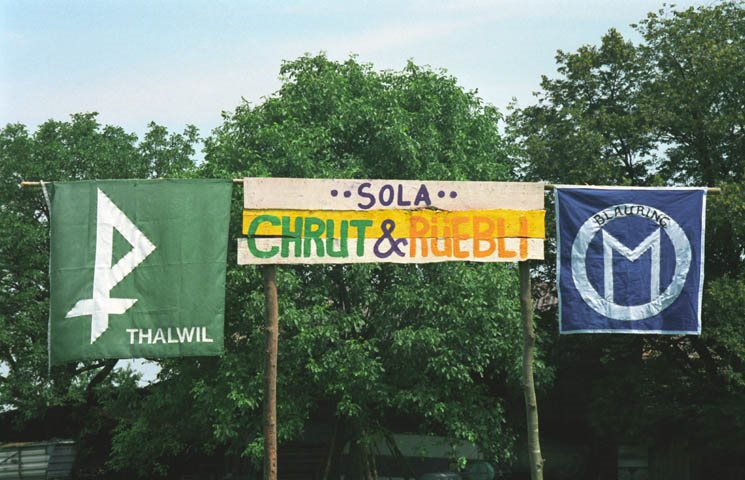 THALWIL
••SOLA••
CHRUT & RÜEBLI
BLAURING
M